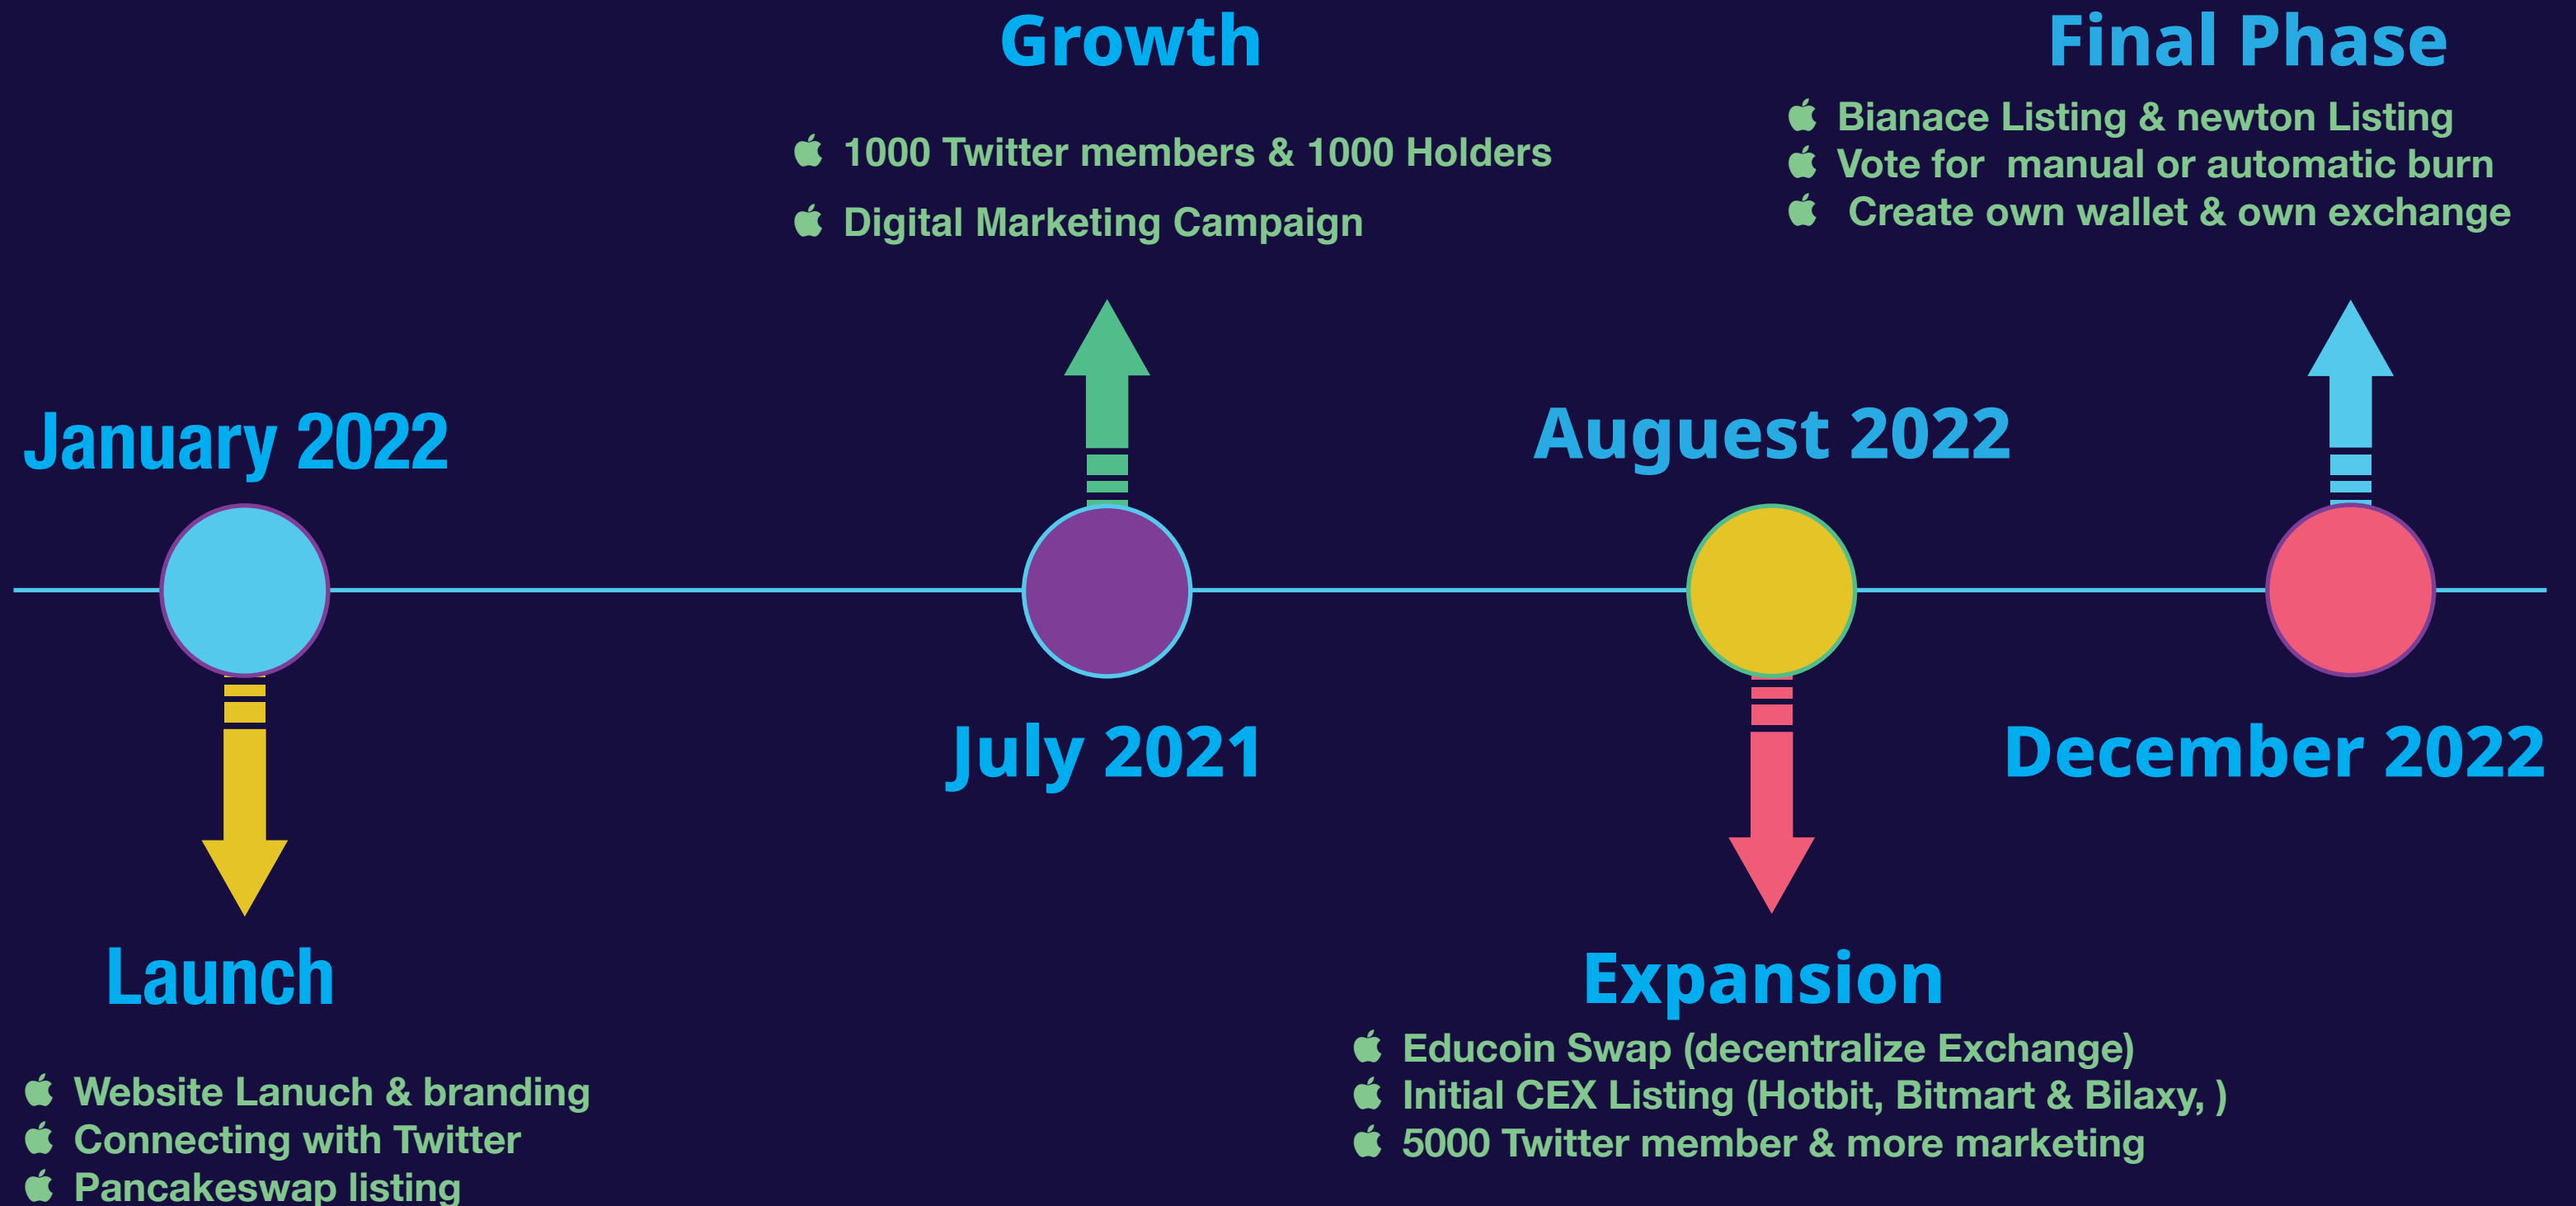 Growth
1000 Twitter members & 1000 Holders
Digital Marketing Campaign
Final Phase
Bianace Listing & newton Listing
Vote for  manual or automatic burn
Create own wallet & own exchange
January 2022
Auguest 2022
July 2021
December 2022
Launch
Website Lanuch & branding
Connecting with Twitter
Pancakeswap listing
Expansion
Educoin Swap (decentralize Exchange)
Initial CEX Listing (Hotbit, Bitmart & Bilaxy, )
5000 Twitter member & more marketing